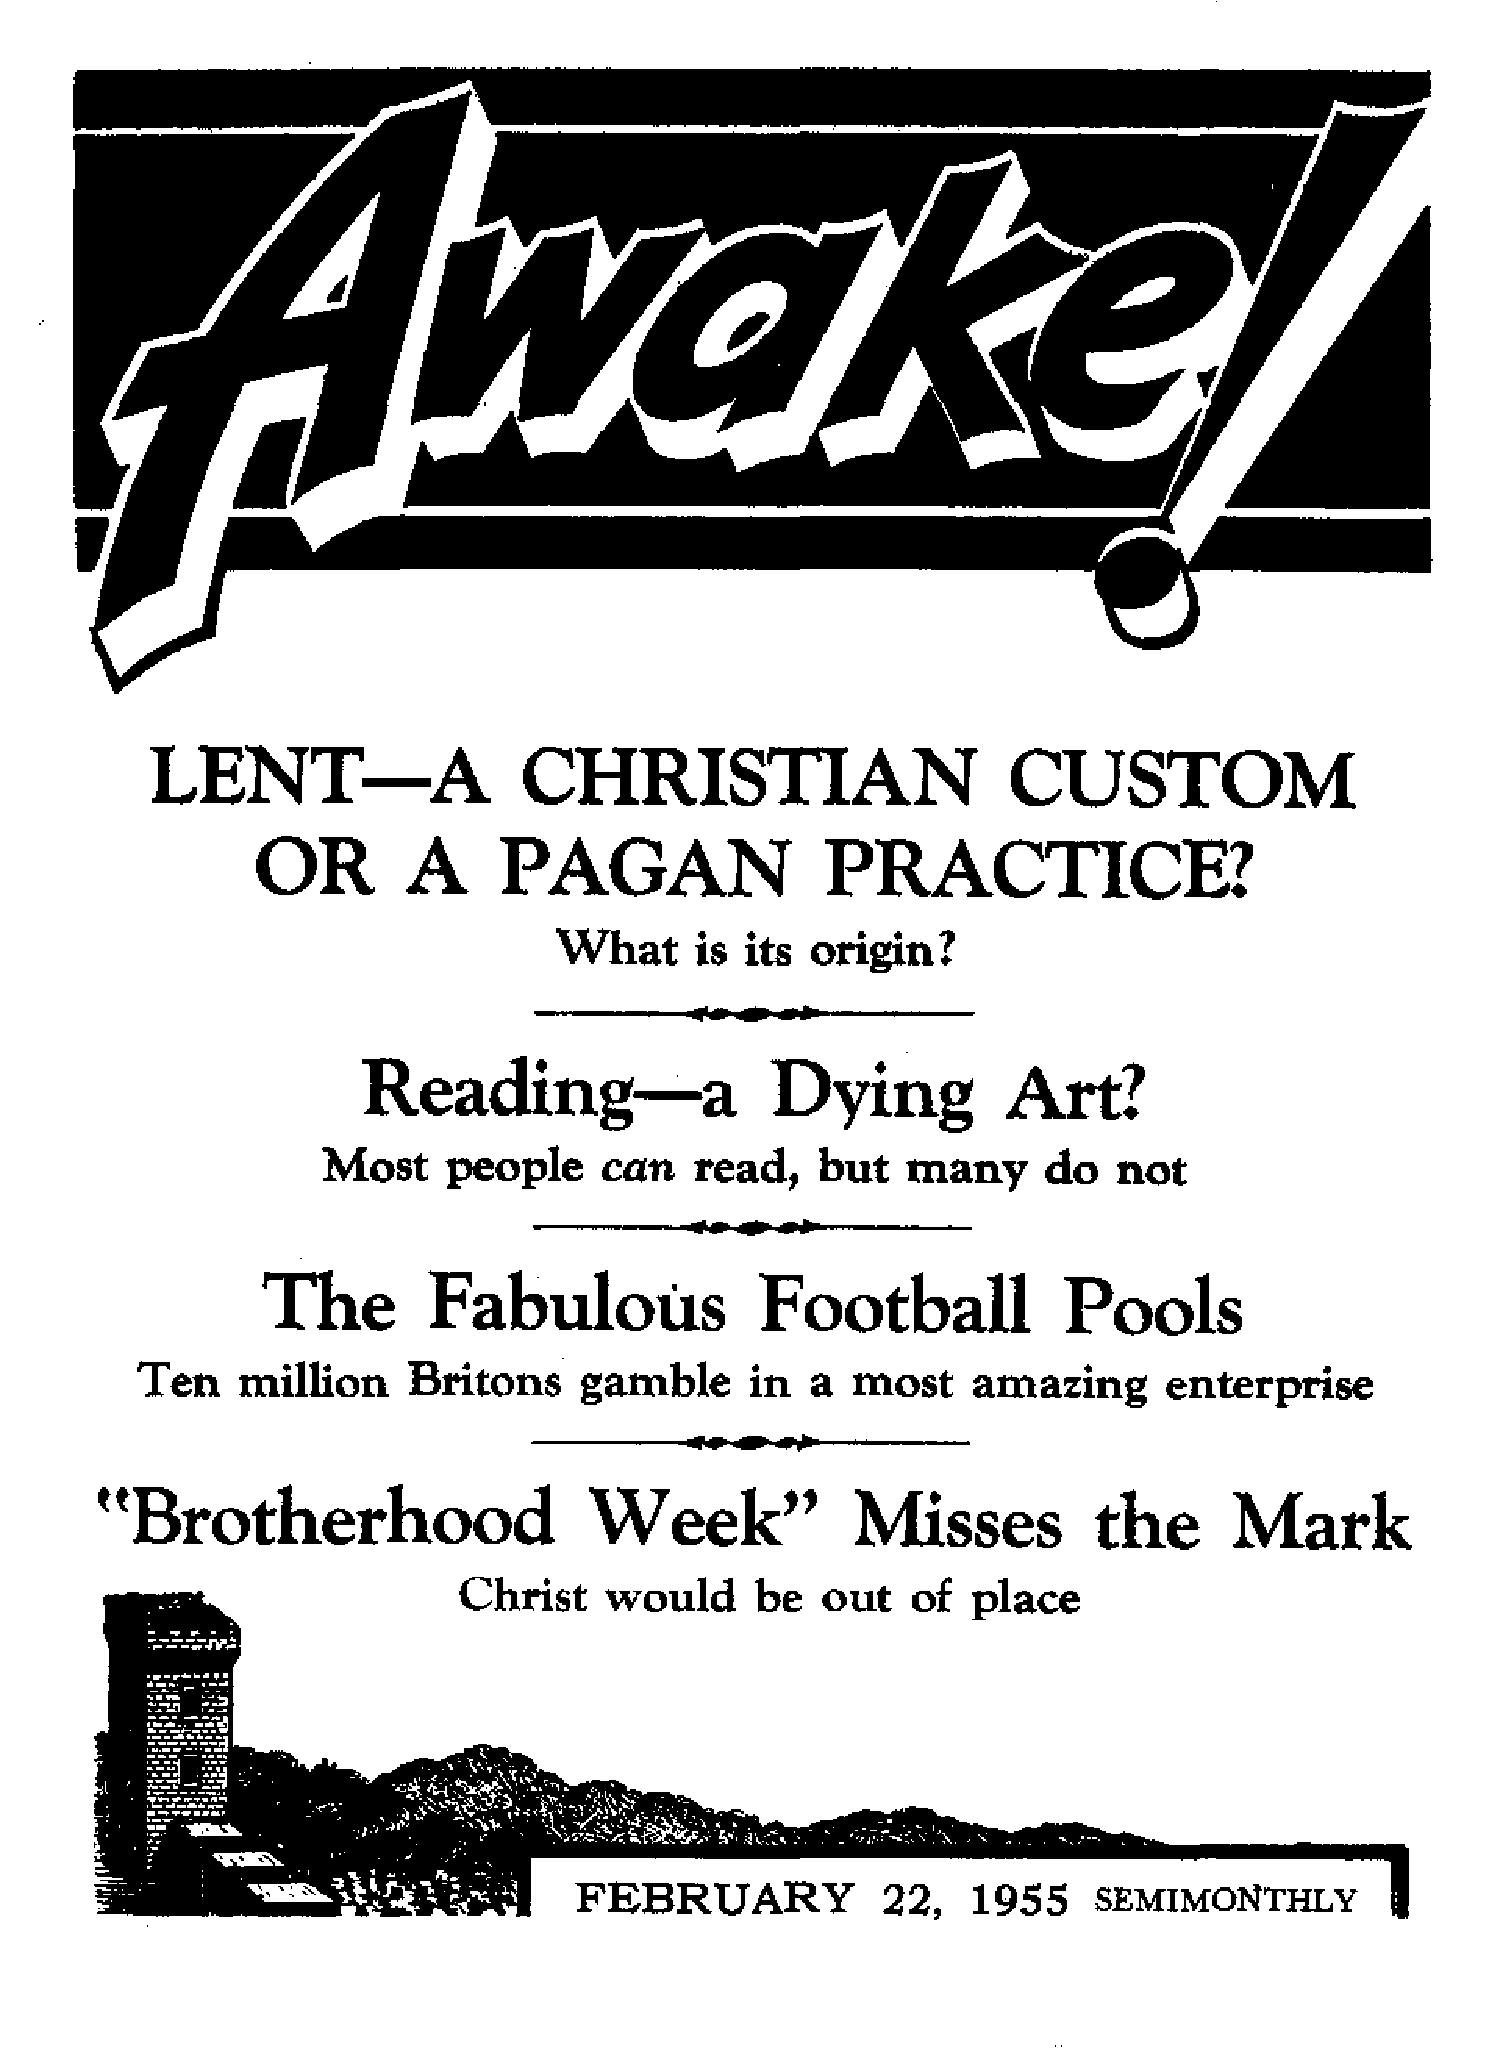 Awake!
LENT—A CHRISTIAN CUSTOM
OR A PAGAN PRACTICE?
What is its origin?
Reading—a Dying Art?
Most people can read, but many do not
The Fabulous Football Pools
Ten million Britons gamble in a most amazing enterprise
"Brotherhood Week" Misses the Mark
Christ would be out of place
FEBRUARY 22, 1955 SEMIMONTHLY